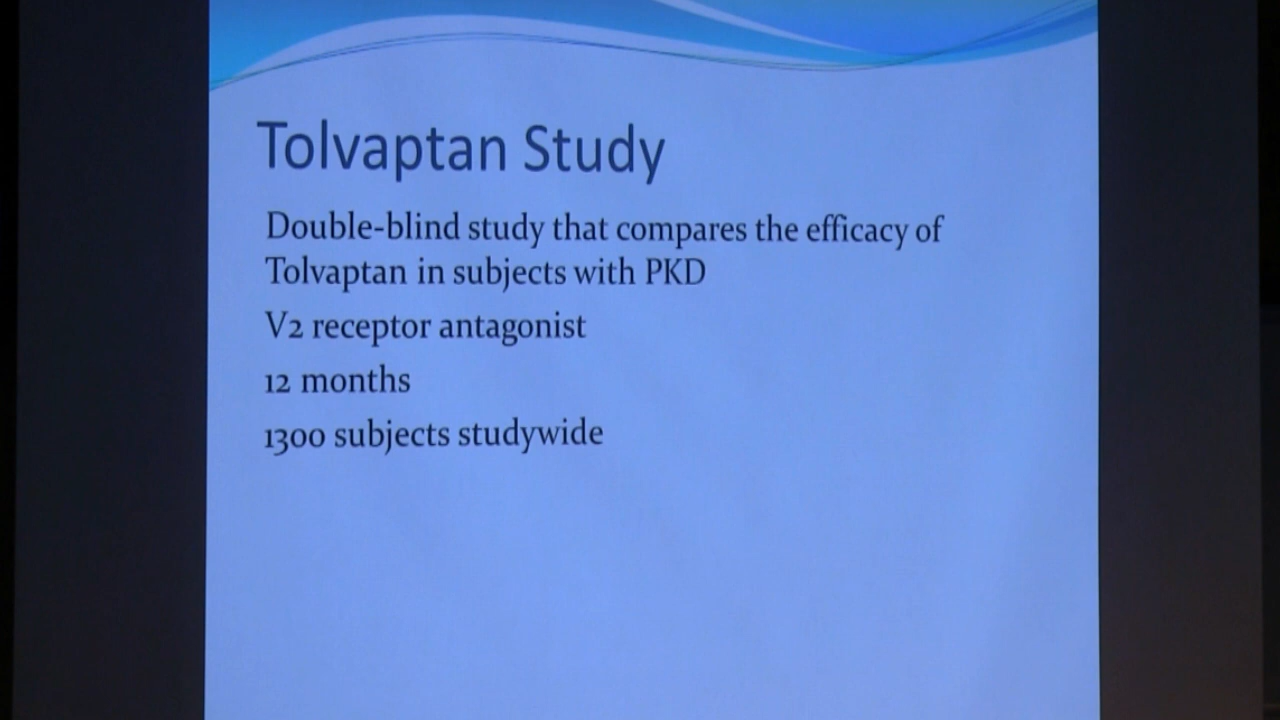 Tolvaptan Study
Double-blind study that compares the efficacy of
Tolvaptan in subjects with PKD
V2 receptor antagonist
12 months
1300 subjects studywide